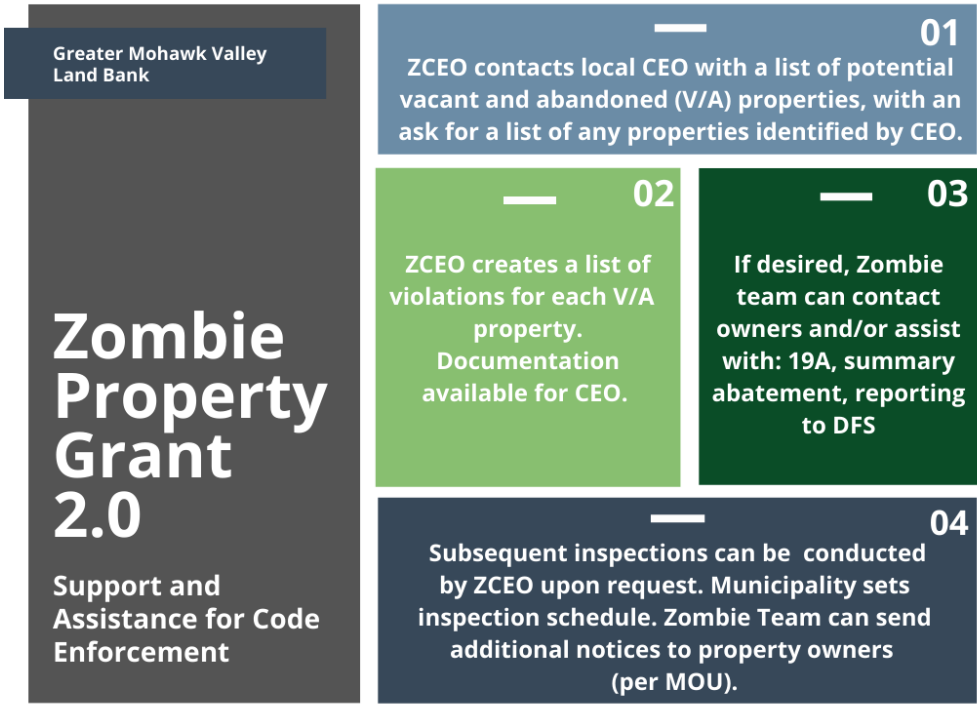 Greater Mohawk Valley
Land Bank
Zombie
Property
Grant
2.0
Support and
Assistance for Code
Enforcement
01
ZCEO contacts local CEO with a list of potential
vacant and abandoned (V/A) properties, with an
ask for a list of any properties identified by CEO.
02
ZCEO creates a list of
violations for each V/A
property.
Documentation
available for CEO.
03
If desired, Zombie
team can contact
owners and/or assist
with: 19A, summary
abatement, reporting
to DFS
04
Subsequent inspections can be conducted
by ZCEO upon request. Municipality sets
inspection schedule. Zombie Team can send
additional notices to property owners
(per MOU).